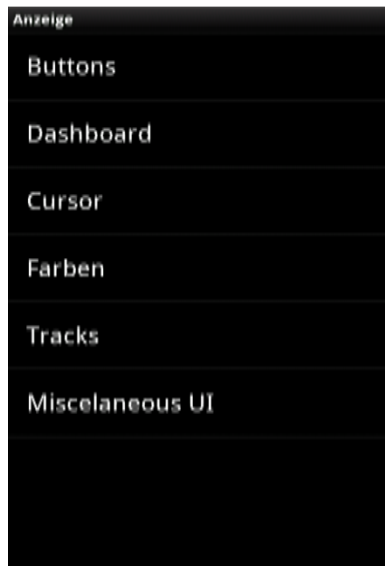 Anzeige
Buttons
Dashboard
Cursor
Farben
Tracks
Miscelaneous UI